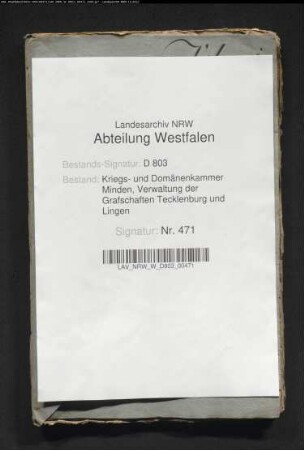 Landesarchiv NRW
Abteilung Westfalen
Bestands-Signatur: D 803
Bestand: Kriegs- und Domänenkammer
Minden, Verwaltung der
Grafschaften Tecklenburg und
Lingen
Signatur: Nr. 471
LAV_NRW_W_D803_00471